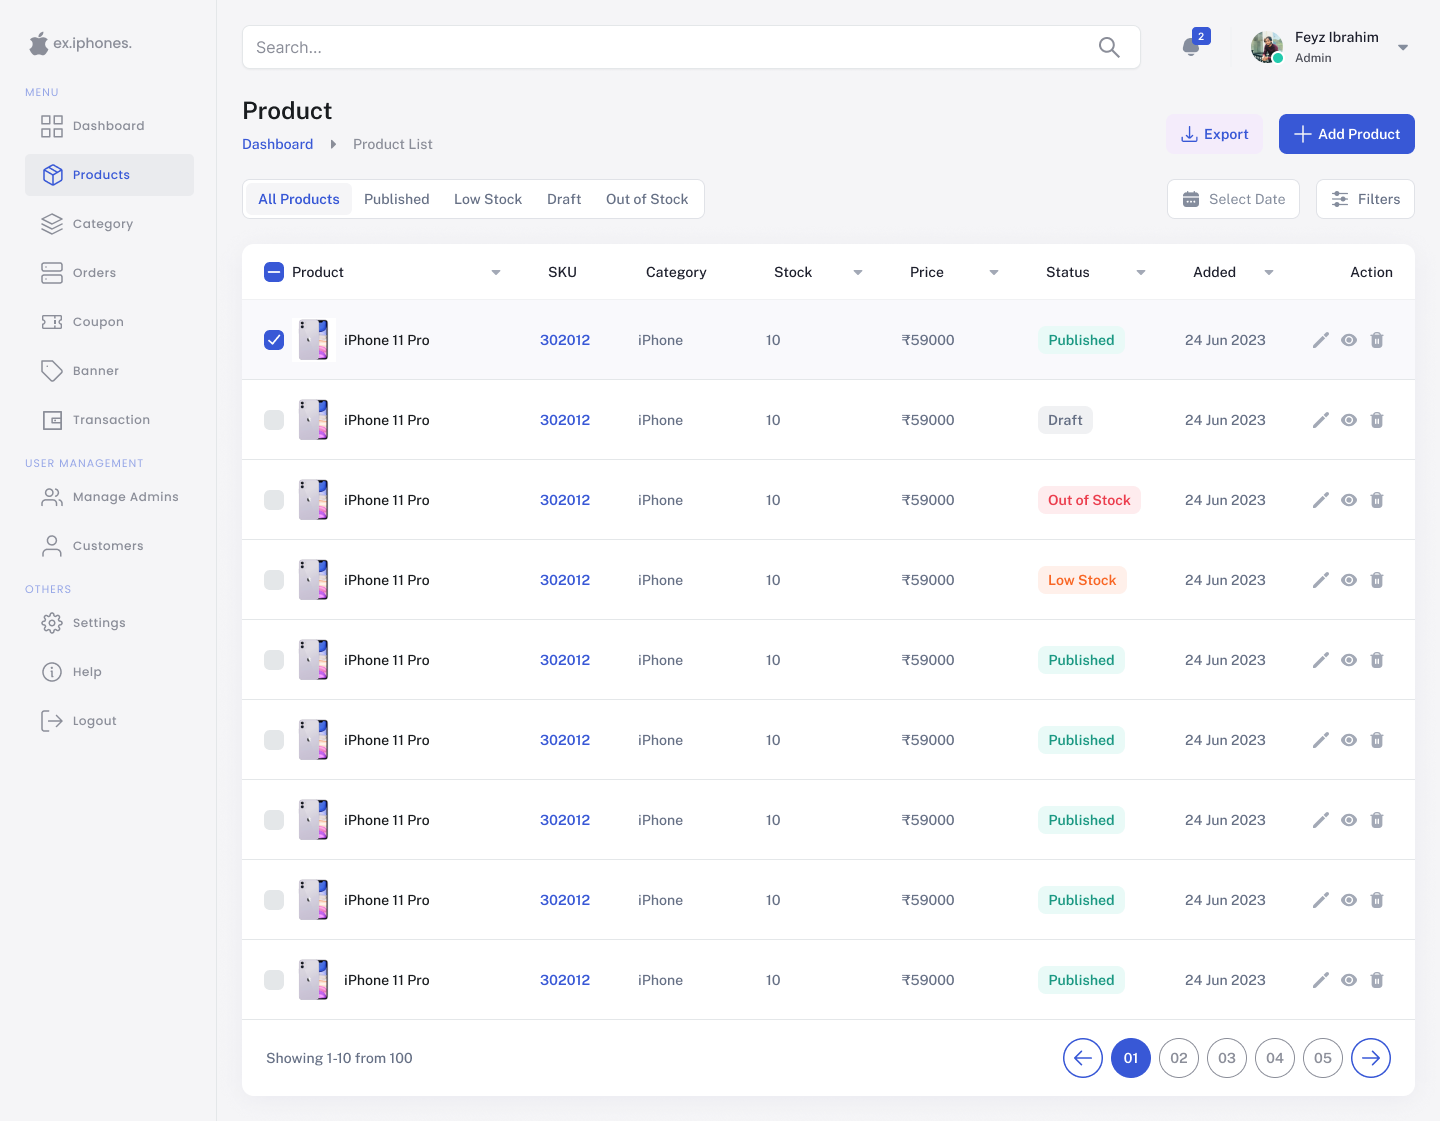 ex.iphones.
MENU
Dashboard
Products
Category
Orders
Coupon
Banner
Transaction
USER MANAGEMENT
Manage Admins
Customers
OTHERS
Settings
Help
Logout
Search...
2
Feyz Ibrahim
Admin
Product
Dashboard Product List
Export
Add Product
All Products Published Low Stock Draft Out of Stock
Select Date
Filters
Product SKU Category Stock Price Status Added Action
iPhone 11 Pro 302012 iPhone 10 ₹59000 Published 24 Jun 2023
iPhone 11 Pro 302012 iPhone 10 ₹59000 Draft 24 Jun 2023
iPhone 11 Pro 302012 iPhone 10 ₹59000 Out of Stock 24 Jun 2023
iPhone 11 Pro 302012 iPhone 10 ₹59000 Low Stock 24 Jun 2023
iPhone 11 Pro 302012 iPhone 10 ₹59000 Published 24 Jun 2023
iPhone 11 Pro 302012 iPhone 10 ₹59000 Published 24 Jun 2023
iPhone 11 Pro 302012 iPhone 10 ₹59000 Published 24 Jun 2023
iPhone 11 Pro 302012 iPhone 10 ₹59000 Published 24 Jun 2023
iPhone 11 Pro 302012 iPhone 10 ₹59000 Published 24 Jun 2023
Showing 1-10 from 100
01 02 03 04 05